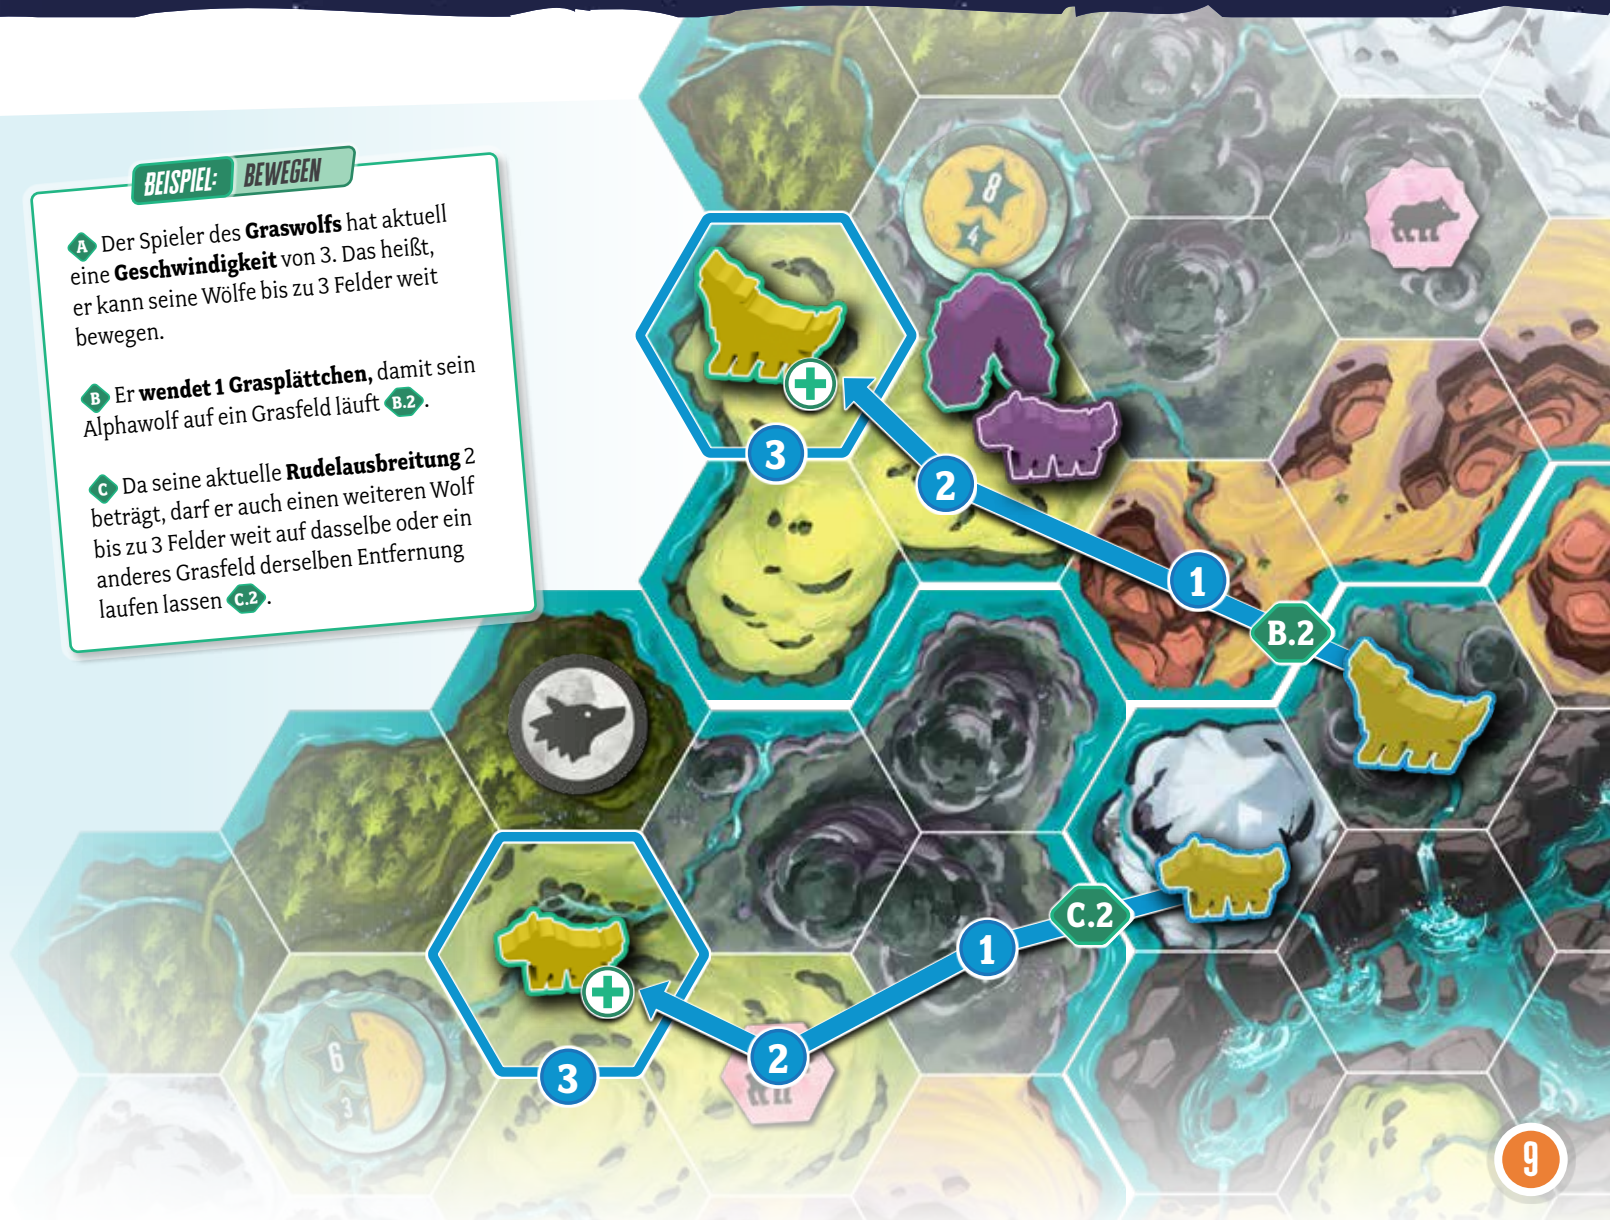 BEISPIEL: BEWEGEN
A Der Spieler des Graswolfs hat aktuell
eine Geschwindigkeit von 3. Das heißt,
er kann seine Wölfe bis zu 3 Felder weit
bewegen.
B Er wendet 1 Grasplättchen, damit sein
Alphawolf auf ein Grasfeld läuft B.2.
C Da seine aktuelle Rudelausbreitung 2
beträgt, darf er auch einen weiteren Wolf
bis zu 3 Felder weit auf dasselbe oder ein
anderes Grasfeld derselben Entfernung
laufen lassen C.2.
8
4
3
2
1
B.2
C.2
1
2
3
6
3
9